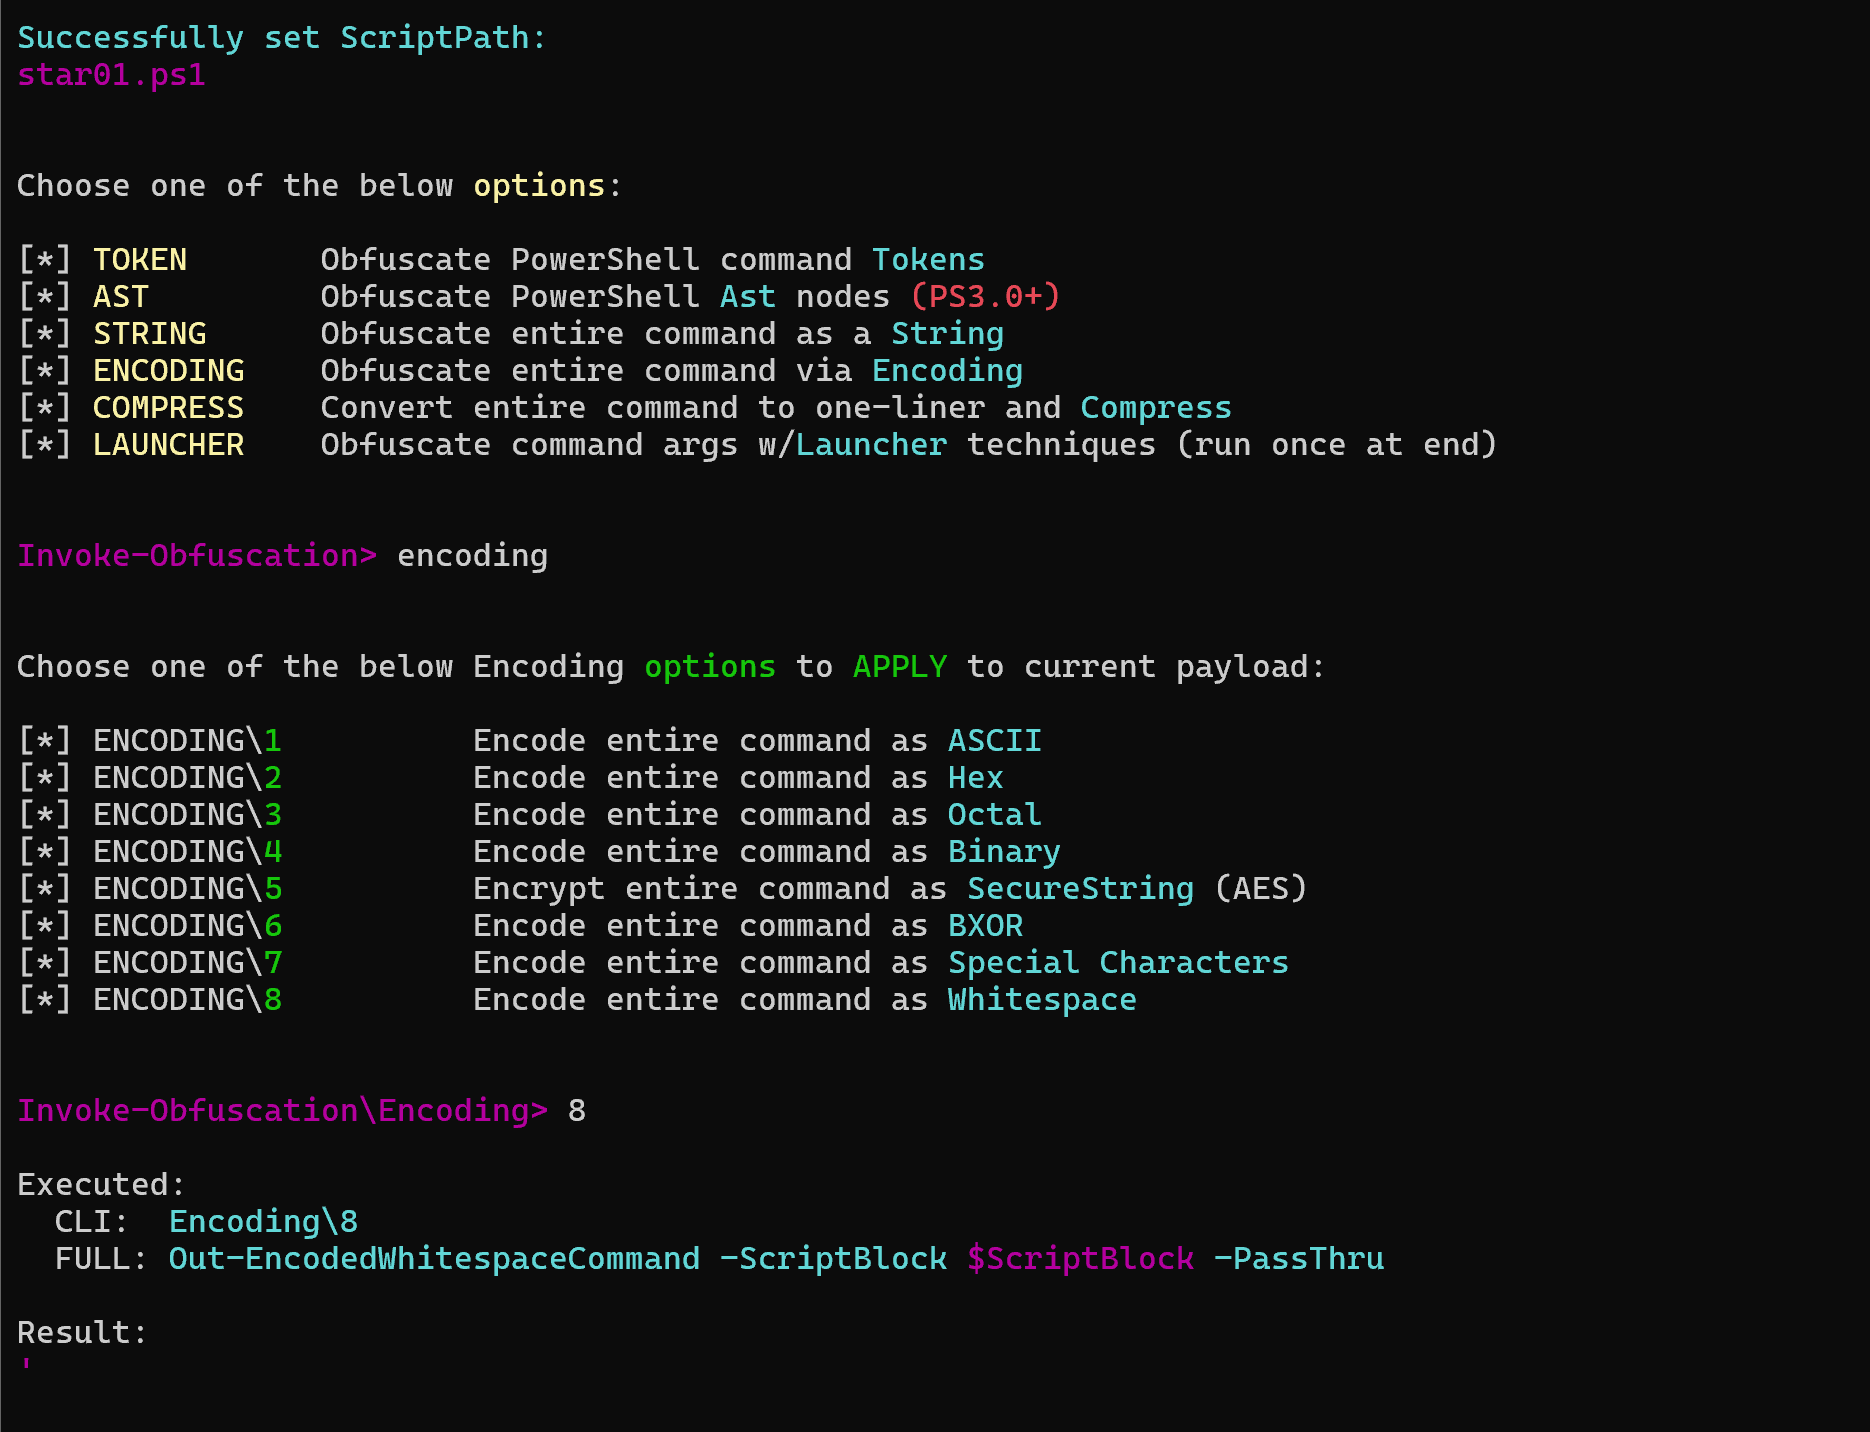 Successfully set ScriptPath:
star01.ps1
Choose one of the below options:
[*] TOKEN       Obfuscate PowerShell command Tokens
[*] AST         Obfuscate PowerShell Ast nodes (PS3.0+)
[*] STRING      Obfuscate entire command as a String
[*] ENCODING    Obfuscate entire command via Encoding
[*] COMPRESS    Convert entire command to one-liner and Compress
[*] LAUNCHER    Obfuscate command args w/Launcher techniques (run once at end)
Invoke-Obfuscation> encoding
Choose one of the below Encoding options to APPLY to current payload:
[*] ENCODING\1          Encode entire command as ASCII
[*] ENCODING\2          Encode entire command as Hex
[*] ENCODING\3          Encode entire command as Octal
[*] ENCODING\4          Encode entire command as Binary
[*] ENCODING\5          Encrypt entire command as SecureString (AES)
[*] ENCODING\6          Encode entire command as BXOR
[*] ENCODING\7          Encode entire command as Special Characters
[*] ENCODING\8          Encode entire command as Whitespace
Invoke-Obfuscation\Encoding> 8
Executed:
  CLI:  Encoding\8
  FULL: Out-EncodedWhitespaceCommand -ScriptBlock $ScriptBlock -PassThru
Result:
'